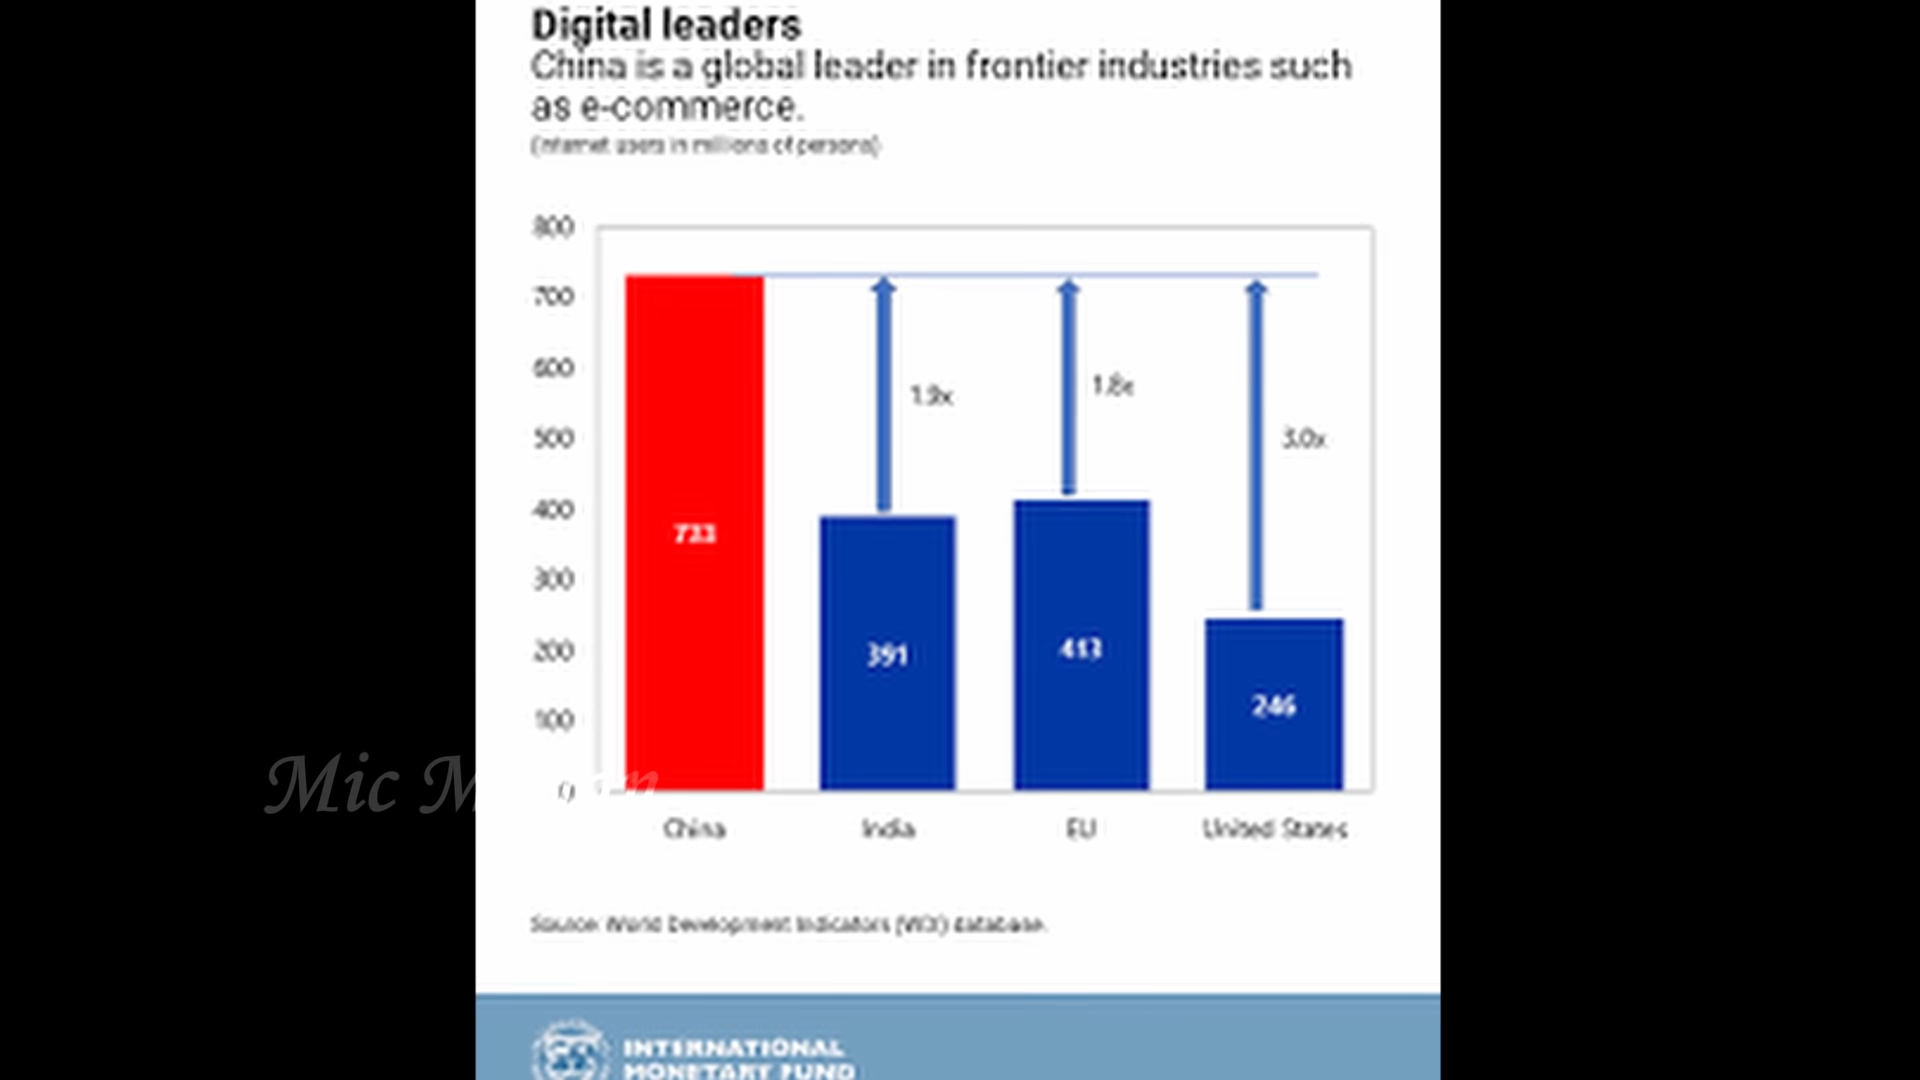 Digital leaders
China is a global leader in frontier industries such
as e-commerce.
(Internet users in millions of persons)
800
700
600
500
400
300
200
100
0
1.9x
1.8x
3.0x
733
391
413
246
China
India
EU
United States
Source: World Development Indicators (WDI) database.
INTERNATIONAL
MONETARY FUND
Mic